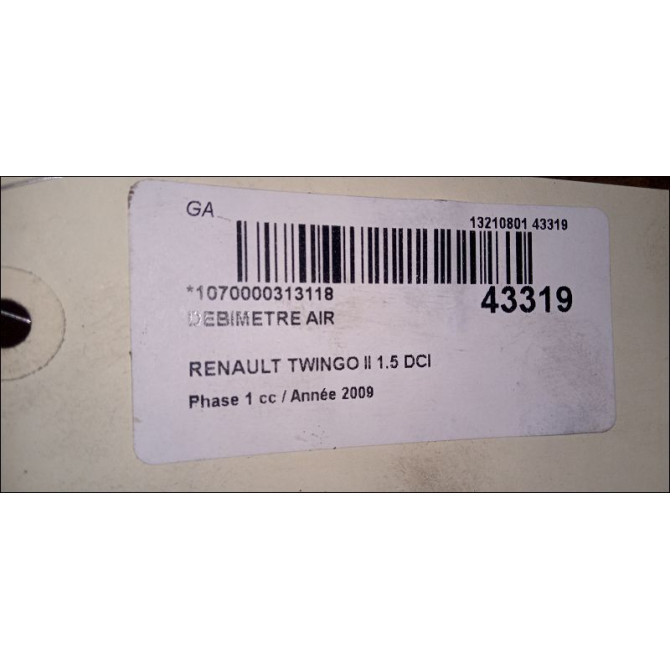 GA
13210801 43319
*1070000313118
43319
DEBIMETRE AIR
RENAULT TWINGO II 1.5 DCI
Phase 1 cc / Année 2009